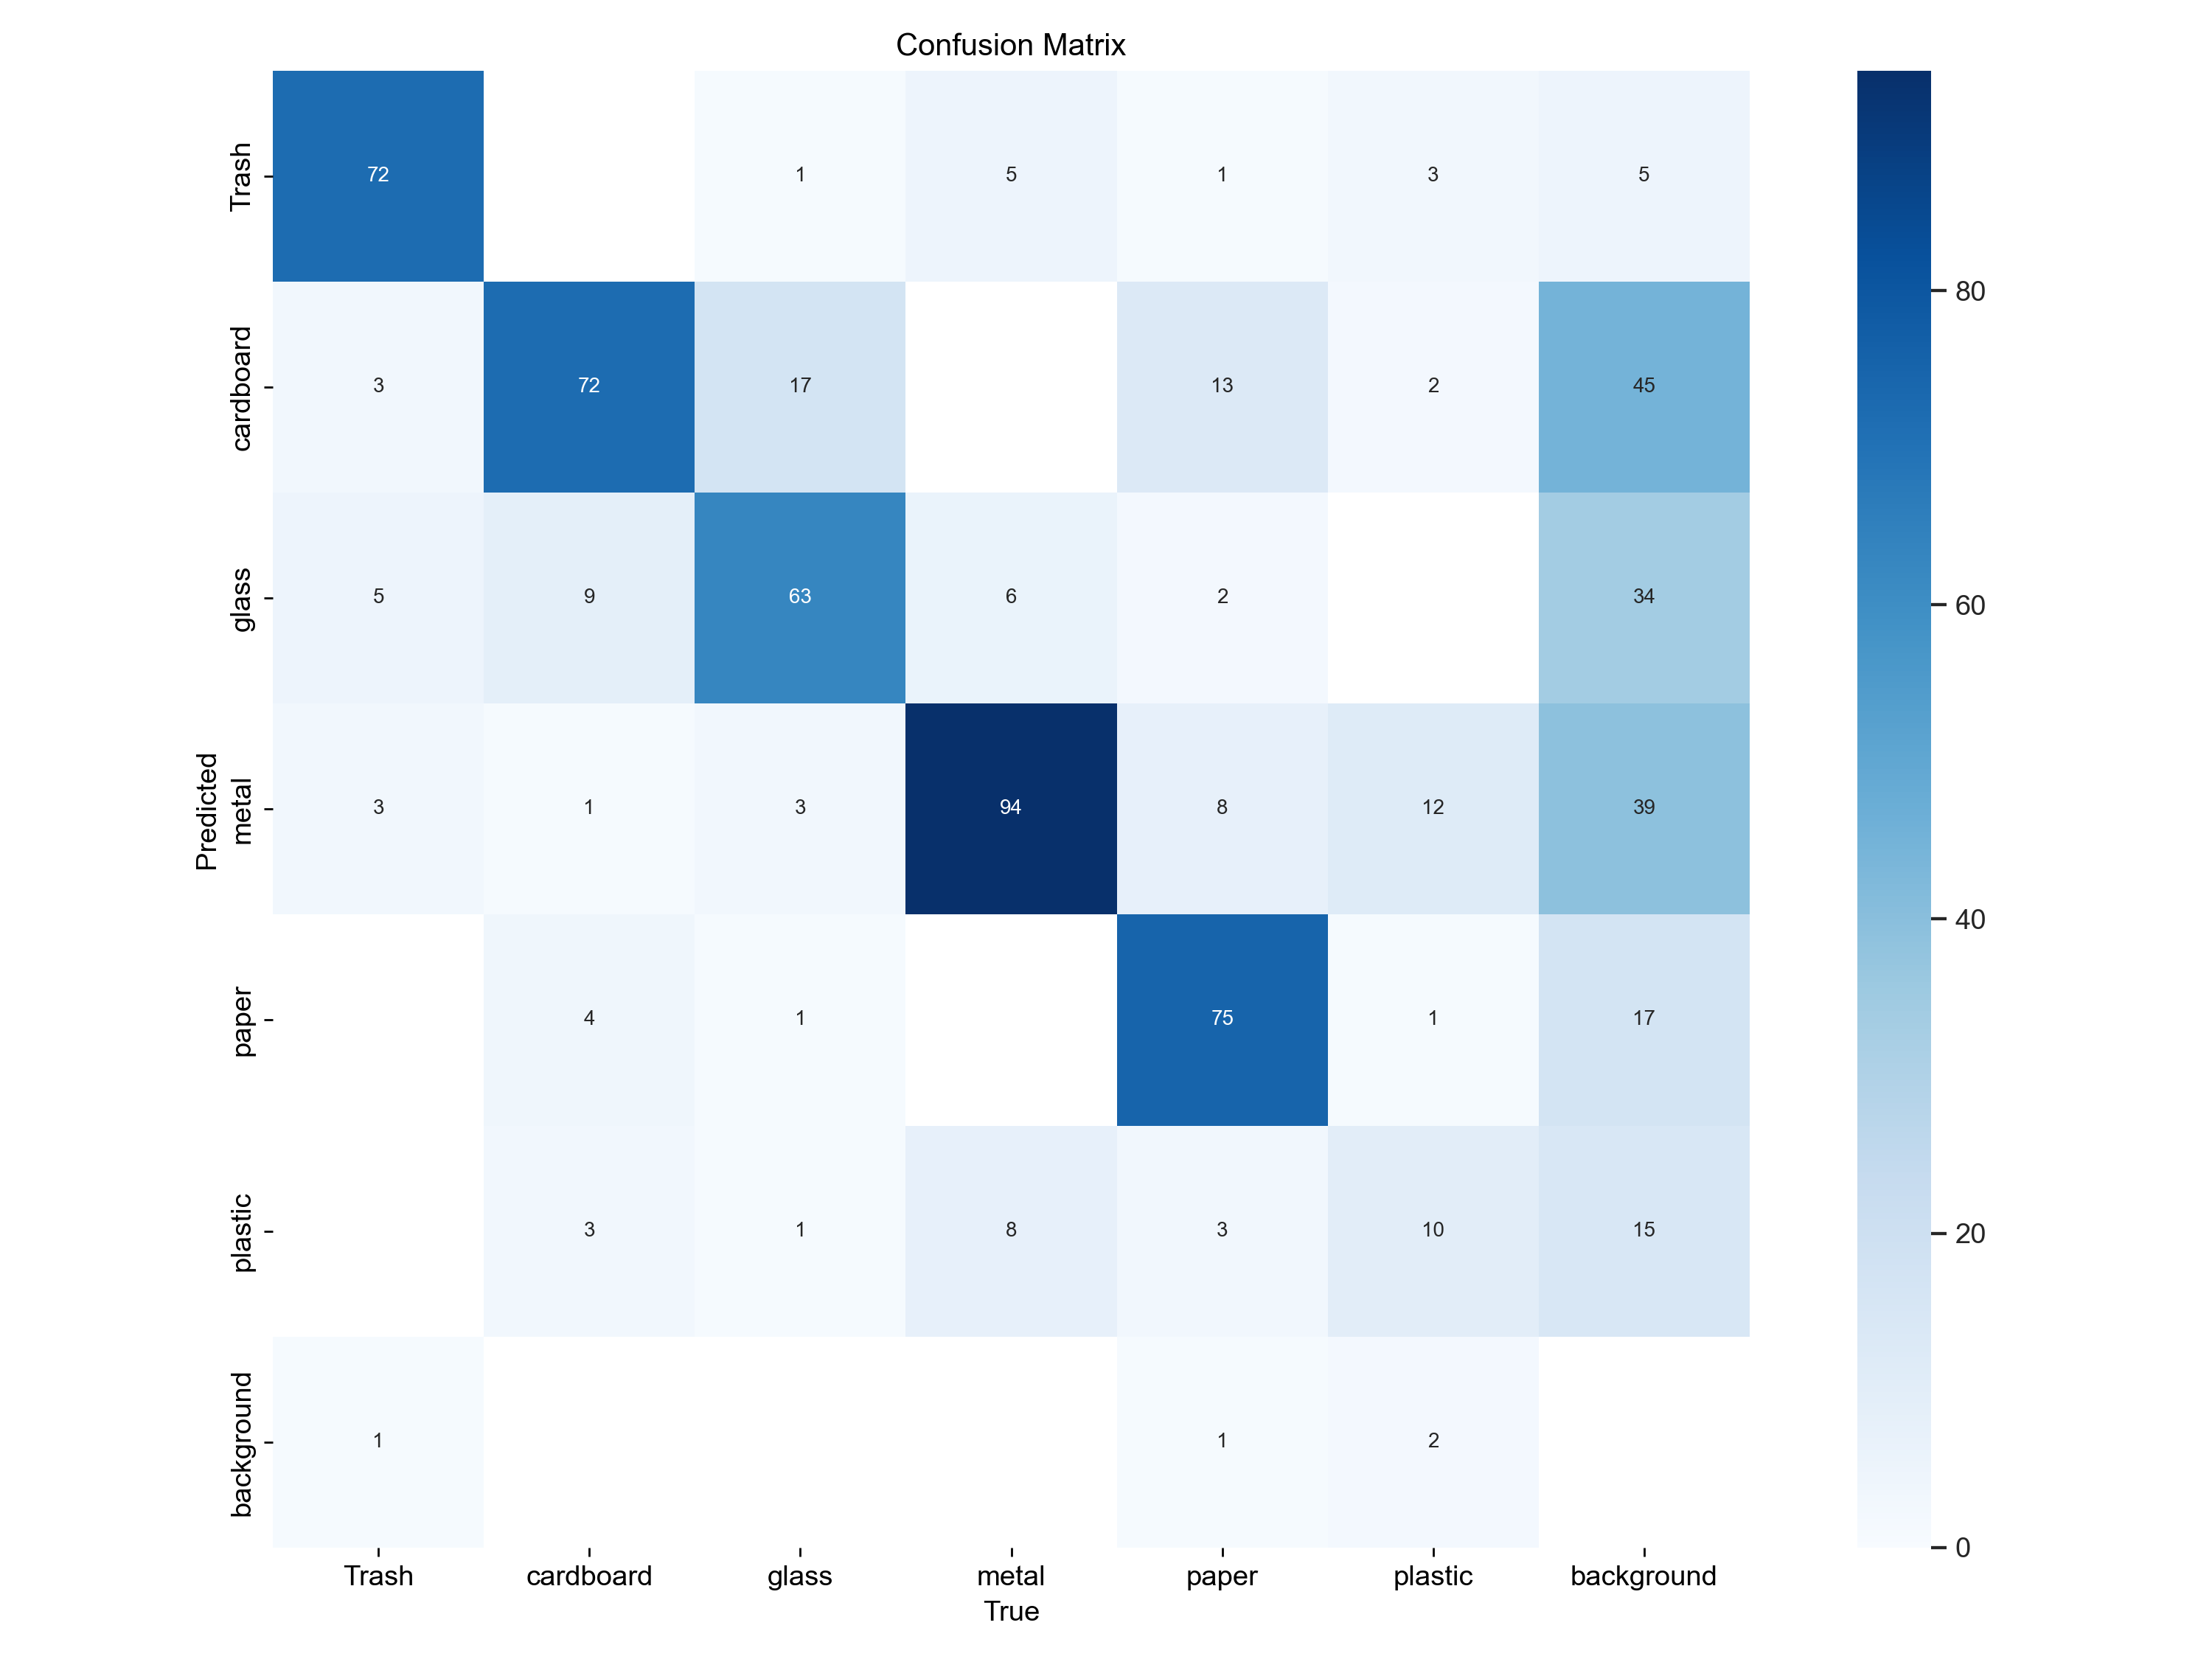 Confusion Matrix
Trash 72 1 5 1 3 5
cardboard 3 72 17 13 2 45
glass 5 9 63 6 2 34
metal 3 1 3 94 8 12 39
paper 4 1 75 1 17
plastic 3 1 8 3 10 15
background 1 1 2
Predicted
Trash cardboard glass metal paper plastic background
True
80
60
40
20
0